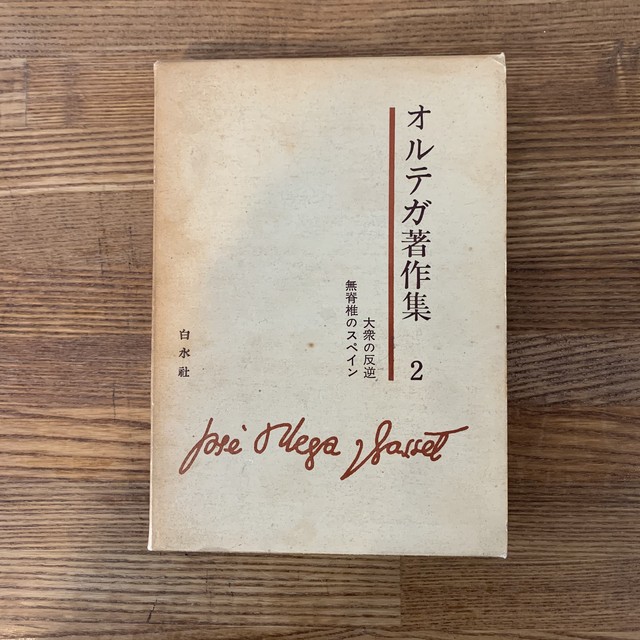 オルテガ著作集 2
大衆の反逆
無脊椎のスペイン
白水社
José Ortega y Gasset